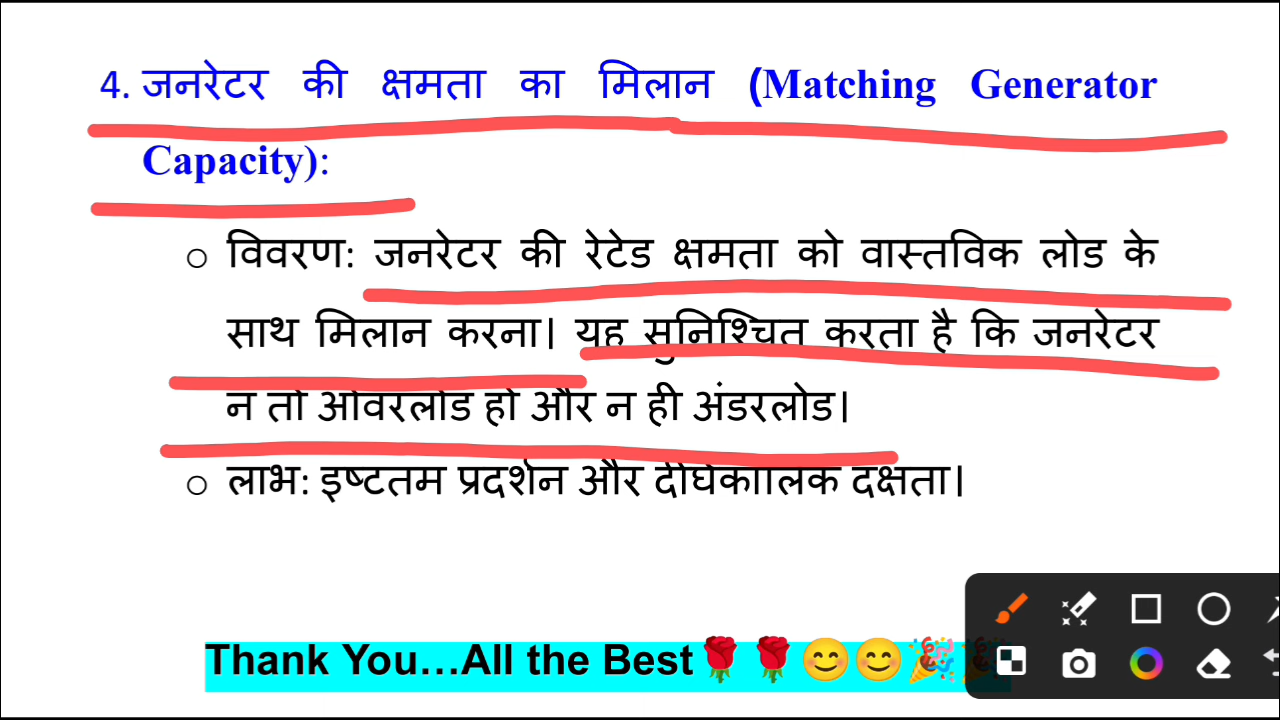 4. जनरेटर की क्षमता का मिलान (Matching Generator
Capacity):
○ विवरण: जनरेटर की रेटेड क्षमता को वास्तविक लोड के
साथ मिलान करना। यह सुनिश्चित करता है कि जनरेटर
न तो ओवरलोड हो और न ही अंडरलोड।
○ लाभ: इष्टतम प्रदर्शन और दीर्घकालिक दक्षता।
Thank You...All the Best🌹🌹😊😊🎉🎉